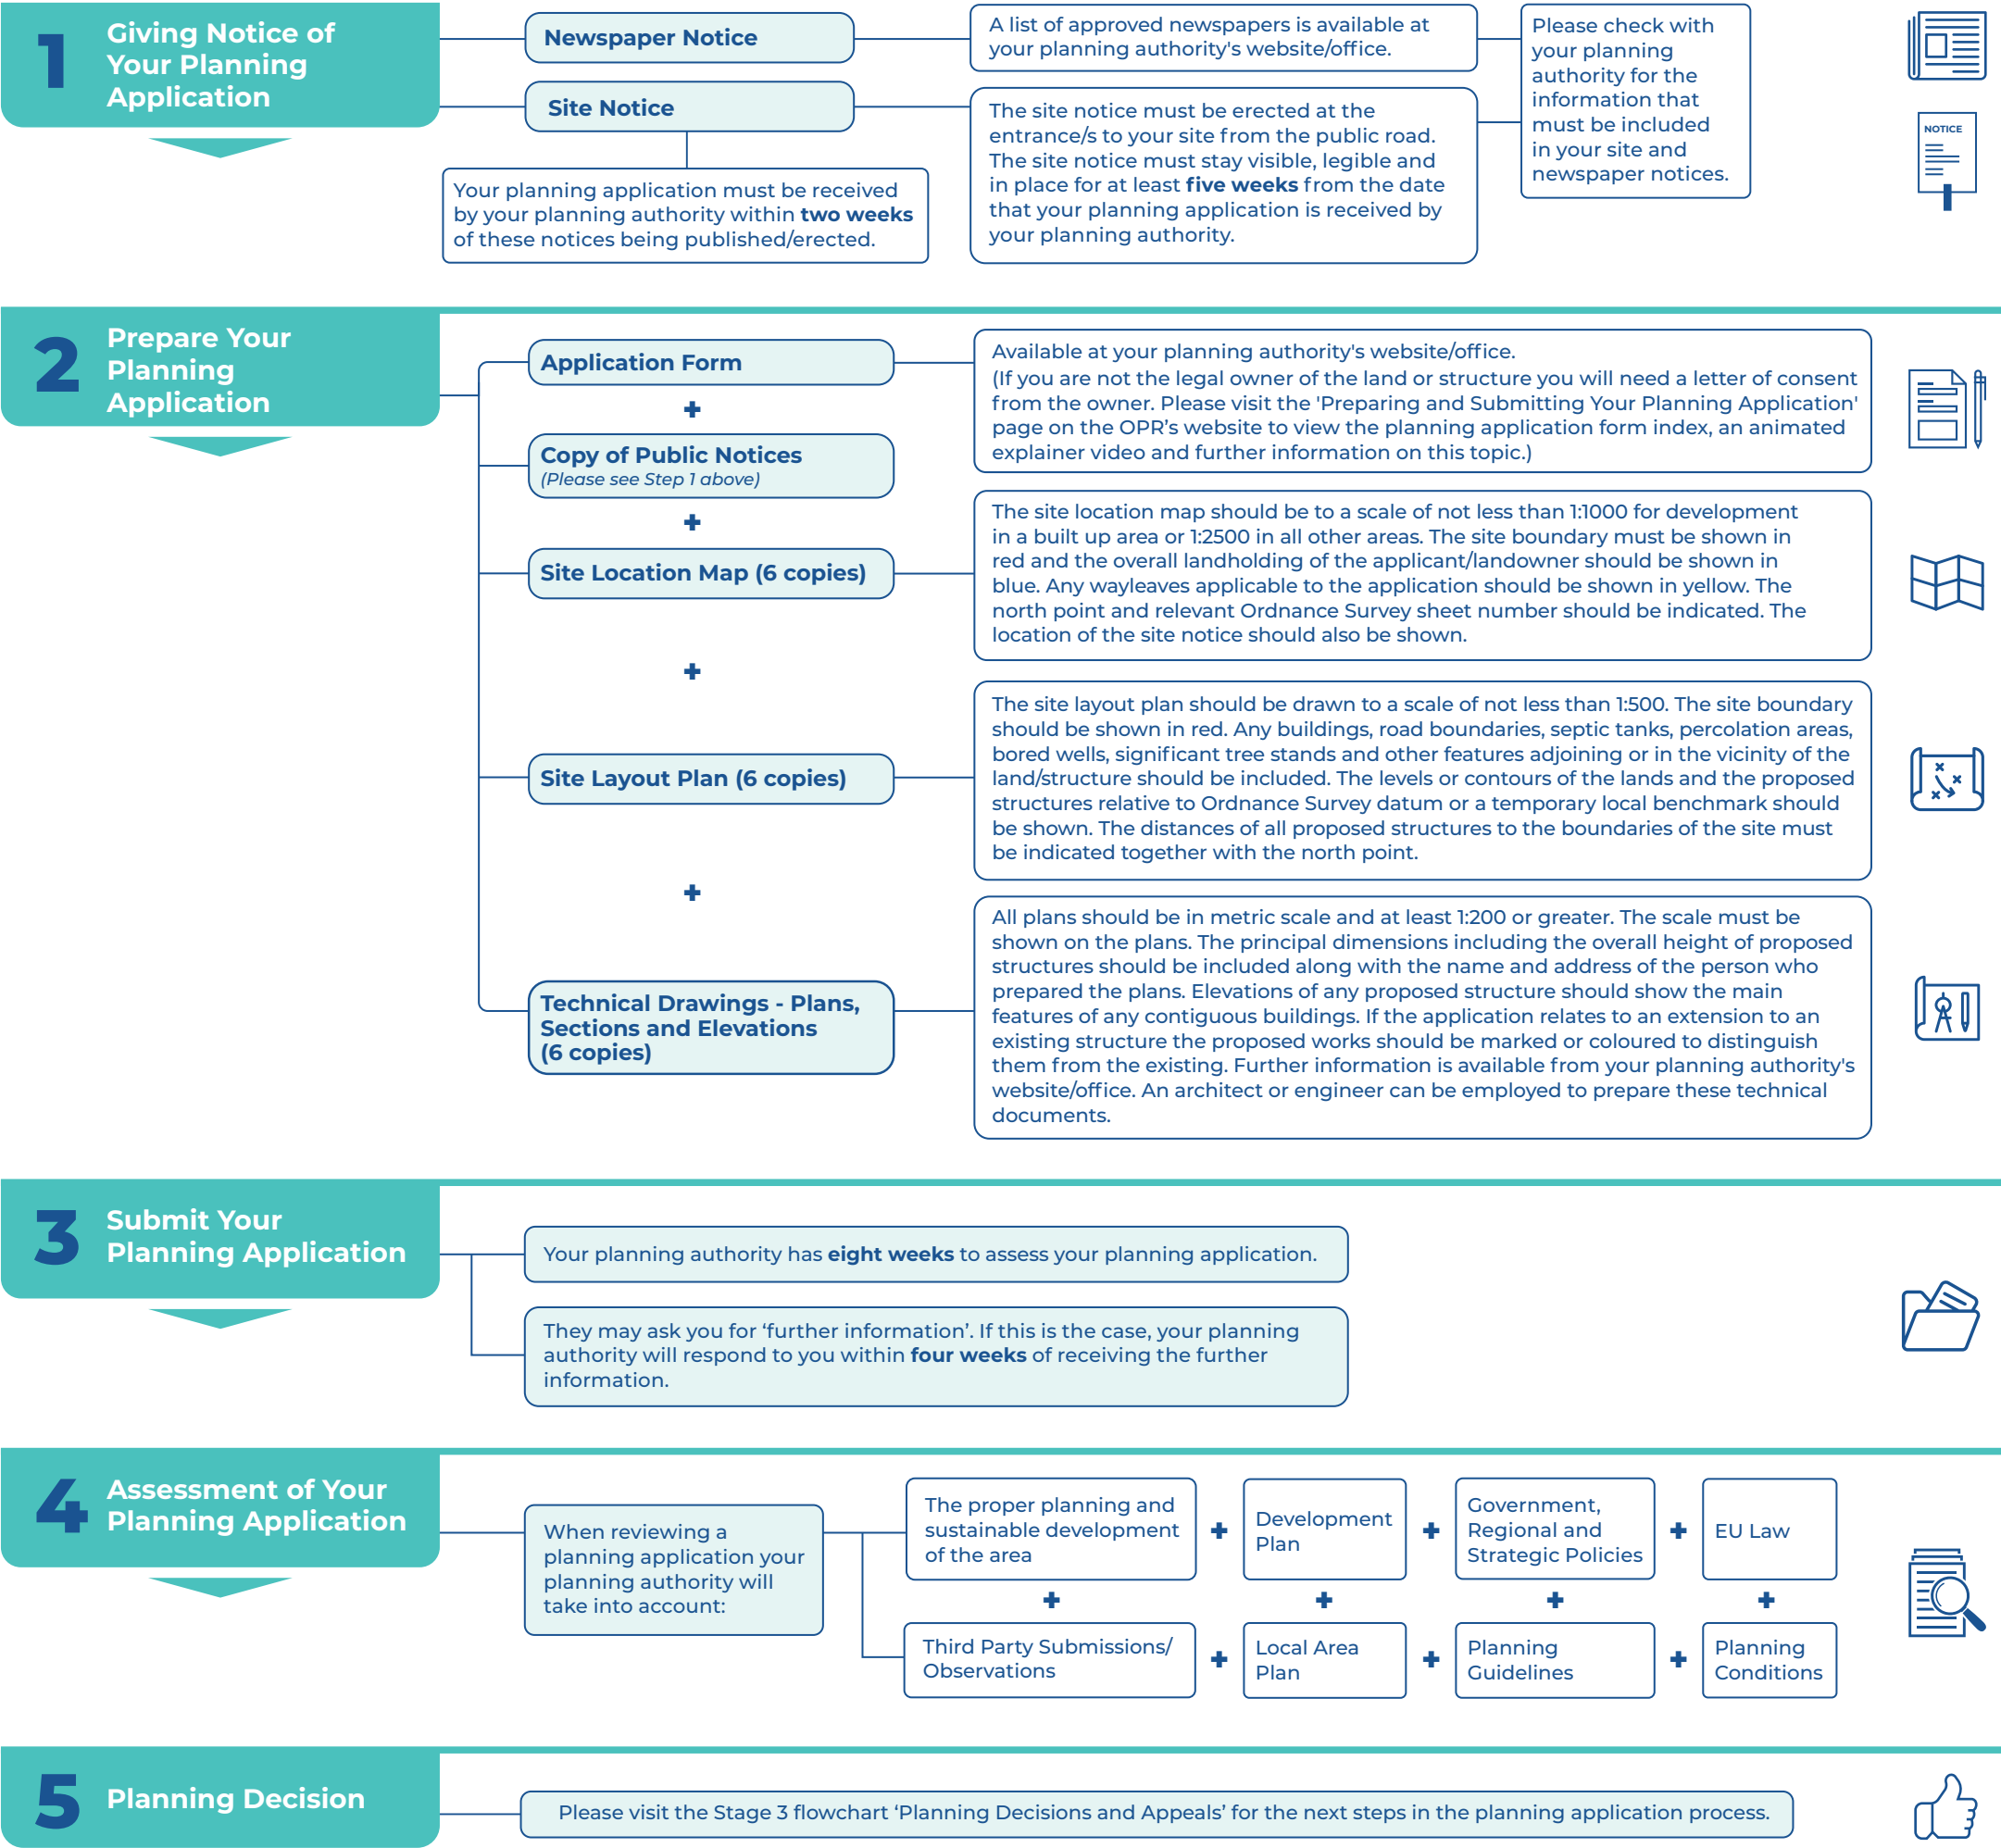 1
Giving Notice of
Your Planning
Application
Newspaper Notice
A list of approved newspapers is available at
your planning authority's website/office.
Site Notice
The site notice must be erected at the
entrance/s to your site from the public road.
The site notice must stay visible, legible and
in place for at least five weeks from the date
that your planning application is received by
your planning authority.
Please check with
your planning
authority for the
information that
must be included
in your site and
newspaper notices.
NOTICE
Your planning application must be received
by your planning authority within two weeks
of these notices being published/erected.
2
Prepare Your
Planning
Application
Application Form
Available at your planning authority's website/office.
(If you are not the legal owner of the land or structure you will need a letter of consent
from the owner. Please visit the 'Preparing and Submitting Your Planning Application'
page on the OPR’s website to view the planning application form index, an animated
explainer video and further information on this topic.)
+
Copy of Public Notices
(Please see Step 1 above)
+
Site Location Map (6 copies)
The site location map should be to a scale of not less than 1:1000 for development
in a built up area or 1:2500 in all other areas. The site boundary must be shown in
red and the overall landholding of the applicant/landowner should be shown in
blue. Any wayleaves applicable to the application should be shown in yellow. The
north point and relevant Ordnance Survey sheet number should be indicated. The
location of the site notice should also be shown.
+
Site Layout Plan (6 copies)
The site layout plan should be drawn to a scale of not less than 1:500. The site boundary
should be shown in red. Any buildings, road boundaries, septic tanks, percolation areas,
bored wells, significant tree stands and other features adjoining or in the vicinity of the
land/structure should be included. The levels or contours of the lands and the proposed
structures relative to Ordnance Survey datum or a temporary local benchmark should
be shown. The distances of all proposed structures to the boundaries of the site must
be indicated together with the north point.
+
Technical Drawings - Plans,
Sections and Elevations
(6 copies)
All plans should be in metric scale and at least 1:200 or greater. The scale must be
shown on the plans. The principal dimensions including the overall height of proposed
structures should be included along with the name and address of the person who
prepared the plans. Elevations of any proposed structure should show the main
features of any contiguous buildings. If the application relates to an extension to an
existing structure the proposed works should be marked or coloured to distinguish
them from the existing. Further information is available from your planning authority's
website/office. An architect or engineer can be employed to prepare these technical
documents.
3
Submit Your
Planning Application
Your planning authority has eight weeks to assess your planning application.
They may ask you for ‘further information’. If this is the case, your planning
authority will respond to you within four weeks of receiving the further
information.
4
Assessment of Your
Planning Application
When reviewing a
planning application your
planning authority will
take into account:
The proper planning and
sustainable development
of the area
+
Development
Plan
+
Government,
Regional and
Strategic Policies
+
EU Law
+ + + +
Third Party Submissions/
Observations
+
Local Area
Plan
+
Planning
Guidelines
+
Planning
Conditions
5
Planning Decision
Please visit the Stage 3 flowchart ‘Planning Decisions and Appeals’ for the next steps in the planning application process.